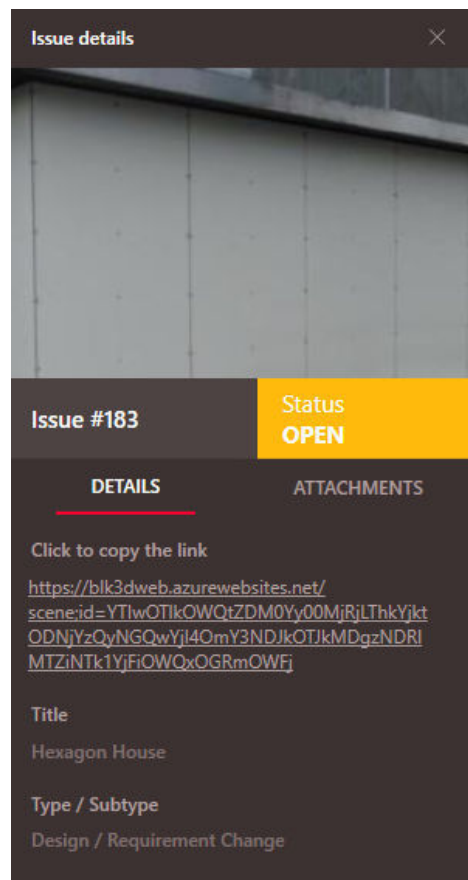 Issue details
Issue #183
Status
OPEN
DETAILS
ATTACHMENTS
Click to copy the link
https://blk3dweb.azurewebsites.net/
scene;id=YTIwOTlkOWQtZDM0Yy00MjRjLThkYjkt
ODNjYzQyNGQwYjI4OmY3NDJkOTJkMDgzNDRl
MTZiNTk1YjFiOWQxOGRmOWFj
Title
Hexagon House
Type / Subtype
Design / Requirement Change